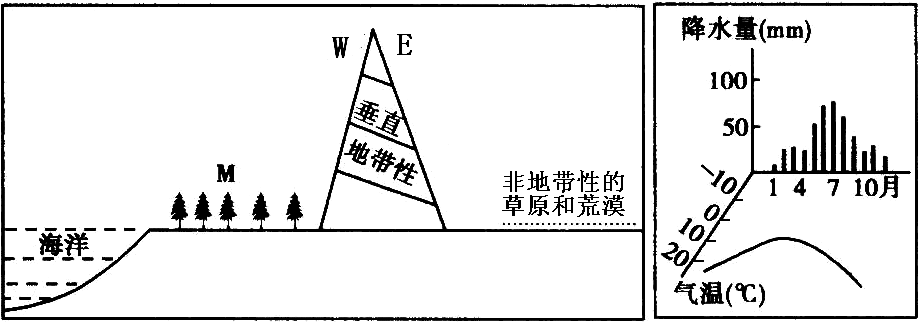 W E
垂直
地带性
M
非地带性的
草原和荒漠
海洋
降水量(mm)
100
50
1 4 7 10月
-10
0
10
20
气温(℃)